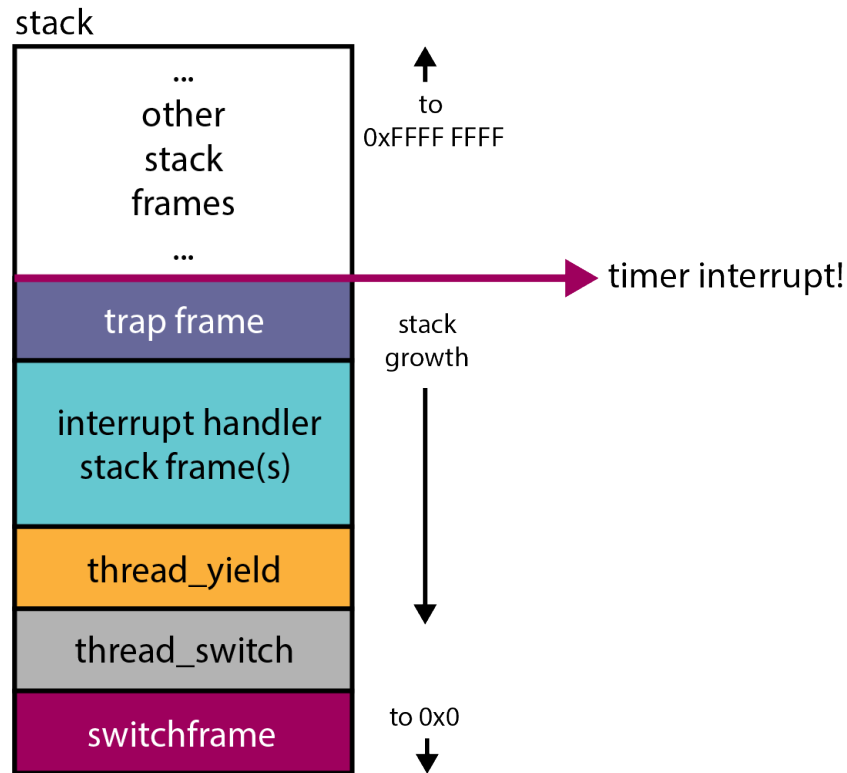 stack
...
other
stack
frames
...
to
0xFFFF FFFF
timer interrupt!
trap frame
stack
growth
interrupt handler
stack frame(s)
thread_yield
thread_switch
switchframe
to 0x0